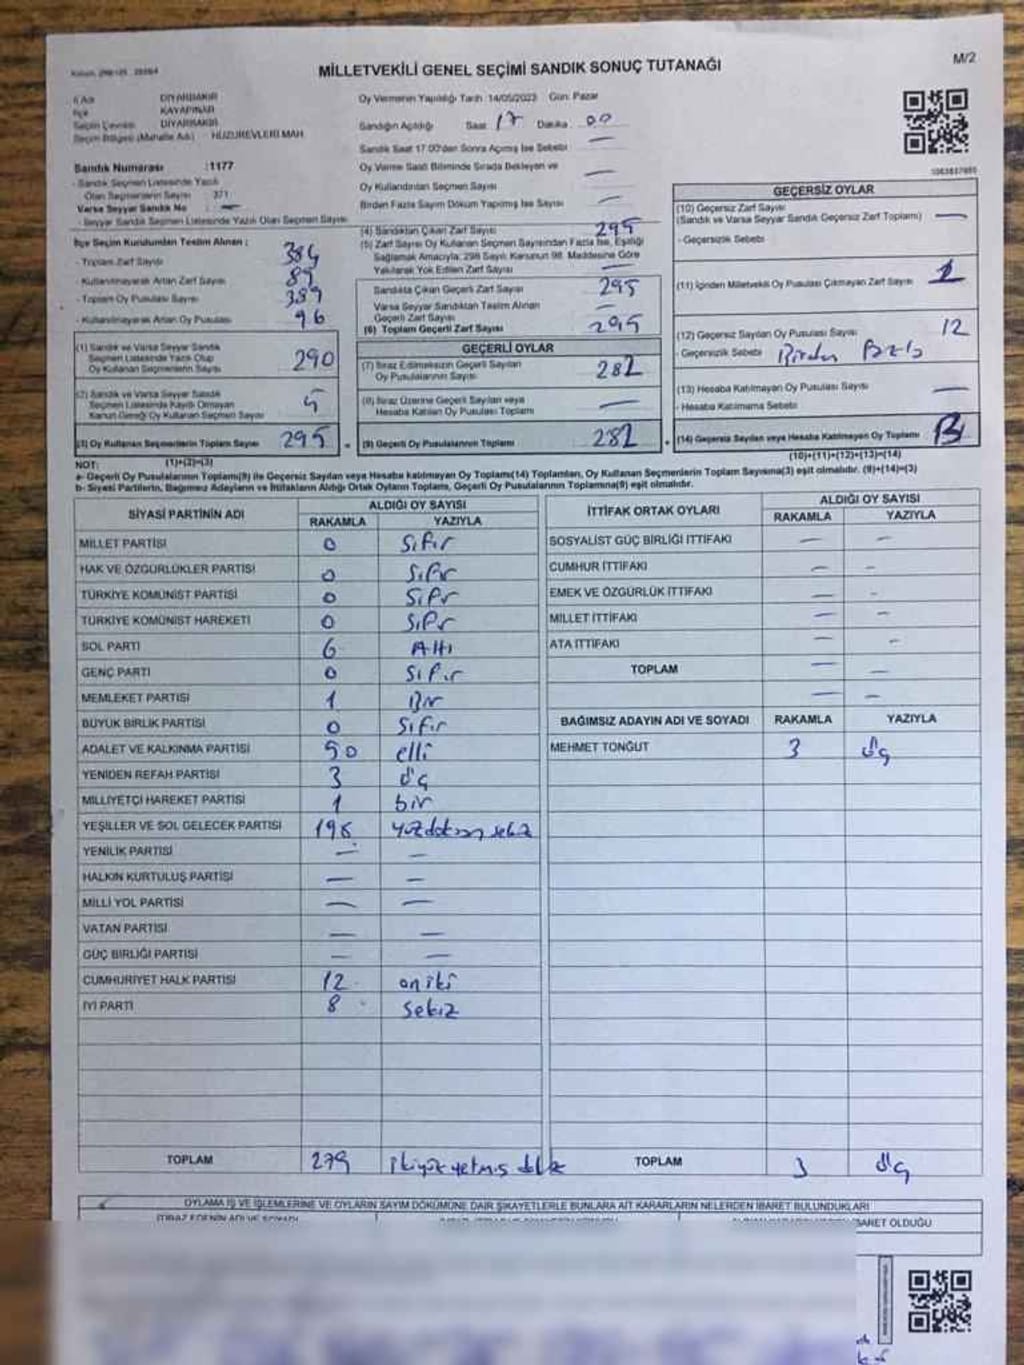 M/2
MİLLETVEKİLİ GENEL SEÇİMİ SANDIK SONUÇ TUTANAĞI
İl Adı DİYARBAKIR
İlçe KAYAPINAR
Seçim Çevresi DİYARBAKIR
Seçim Bölgesi (Mahalle Adı) : HUZUREVLERİ MAH.
Sandık Numarası :1177
- Sandık Seçmen Listesinde Yazılı
Olan Seçmenlerin Sayısı 371
Varsa Seyyar Sandık No : —
- Seyyar Sandık Seçmen Listesinde Yazılı Olan Seçmen Sayısı
İlçe Seçim Kurulundan Teslim Alınan :
- Toplam Zarf Sayısı 384
- Kullanılmayarak Artan Zarf Sayısı 89
- Toplam Oy Pusulası Sayısı 389
- Kullanılmayarak Artan Oy Pusulası 96
(1) Sandık ve Varsa Seyyar Sandık
Seçmen Listesinde Yazılı Olup
Oy Kullanan Seçmenlerin Sayısı 290
(2) Sandık ve Varsa Seyyar Sandık
Seçmen Listesinde Kayıtlı Olmayan
Kanun Gereği Oy Kullanan Seçmen Sayısı 5
(3) Oy Kullanan Seçmenlerin Toplam Sayısı 295
(1)+(2)=(3)
Oy Vermenin Yapıldığı Tarih :14/05/2023 Gün: Pazar
Sandığın Açıldığı Saat 17 Dakika : 00
Sandık Saat 17:00'den Sonra Açılmış İse Sebebi —
Oy Verme Saati Bitiminde Sırada Bekleyen ve
Oy Kullandırılan Seçmen Sayısı —
Birden Fazla Sayım Döküm Yapılmış İse Sayısı —
(4) Sandıktan Çıkan Zarf Sayısı 295
(5) Zarf Sayısı Oy Kullanan Seçmen Sayısından Fazla İse, Eşitliği
Sağlamak Amacıyla; 298 Sayılı Kanunun 98. Maddesine Göre
Yakılarak Yok Edilen Zarf Sayısı —
Sandıkta Çıkan Geçerli Zarf Sayısı 295
Varsa Seyyar Sandıktan Teslim Alınan
Geçerli Zarf Sayısı —
(6) Toplam Geçerli Zarf Sayısı 295
GEÇERLİ OYLAR
(7) İtiraz Edilmeksizin Geçerli Sayılan
Oy Pusulalarının Sayısı 282
(8) İtiraz Üzerine Geçerli Sayılan veya
Hesaba Katılan Oy Pusulası Toplamı —
(9) Geçerli Oy Pusulalarının Toplamı 282
GEÇERSİZ OYLAR
(10) Geçersiz Zarf Sayısı
(Sandık ve Varsa Seyyar Sandık Geçersiz Zarf Toplamı) —
- Geçersizlik Sebebi
(11) İçinden Milletvekili Oy Pusulası Çıkmayan Zarf Sayısı 1
(12) Geçersiz Sayılan Oy Pusulası Sayısı 12
- Geçersizlik Sebebi Birden Fazla
(13) Hesaba Katılmayan Oy Pusulası Sayısı —
- Hesaba Katılmama Sebebi
(14) Geçersiz Sayılan veya Hesaba Katılmayan Oy Toplamı 13
(10)+(11)+(12)+(13)=(14)
NOT:
a- Geçerli Oy Pusulalarının Toplamı(9) ile Geçersiz Sayılan veya Hesaba katılmayan Oy Toplamı(14) Toplamları, Oy Kullanan Seçmenlerin Toplam Sayısına(3) eşit olmalıdır. (9)+(14)=(3)
b- Siyasi Partilerin, Bağımsız Adayların ve İttifakların Aldığı Ortak Oyların Toplamı, Geçerli Oy Pusulalarının Toplamına(9) eşit olmalıdır.
SİYASİ PARTİNİN ADI ALDIĞI OY SAYISI
RAKAMLA YAZIYLA
MİLLET PARTİSİ 0 Sıfır
HAK VE ÖZGÜRLÜKLER PARTİSİ 0 Sıfır
TÜRKİYE KOMÜNİST PARTİSİ 0 Sıfır
TÜRKİYE KOMÜNİST HAREKETİ 0 Sıfır
SOL PARTİ 6 Altı
GENÇ PARTİ 0 Sıfır
MEMLEKET PARTİSİ 1 Bir
BÜYÜK BİRLİK PARTİSİ 0 Sıfır
ADALET VE KALKINMA PARTİSİ 50 elli
YENİDEN REFAH PARTİSİ 3 üç
MİLLİYETÇİ HAREKET PARTİSİ 1 bir
YEŞİLLER VE SOL GELECEK PARTİSİ 198 yüzdoksan sekiz
YENİLİK PARTİSİ — —
HALKIN KURTULUŞ PARTİSİ — —
MİLLİ YOL PARTİSİ — —
VATAN PARTİSİ — —
GÜÇ BİRLİĞİ PARTİSİ — —
CUMHURİYET HALK PARTİSİ 12 oniki
İYİ PARTİ 8 sekiz
TOPLAM 279 ikiyüz yetmiş dokuz
İTTİFAK ORTAK OYLARI ALDIĞI OY SAYISI
RAKAMLA YAZIYLA
SOSYALİST GÜÇ BİRLİĞİ İTTİFAKI — —
CUMHUR İTTİFAKI — —
EMEK VE ÖZGÜRLÜK İTTİFAKI — —
MİLLET İTTİFAKI — —
ATA İTTİFAKI — —
TOPLAM — —
— —
BAĞIMSIZ ADAYIN ADI VE SOYADI RAKAMLA YAZIYLA
MEHMET TONĞUT 3 üç
TOPLAM 3 üç
OYLAMA İŞ VE İŞLEMLERİNE VE OYLARIN SAYIM DÖKÜMÜNE DAİR ŞİKAYETLERLE BUNLARA AİT KARARLARIN NELERDEN İBARET BULUNDUKLARI
İTİRAZ EDENİN ADI VE SOYADI
İBARET OLDUĞU